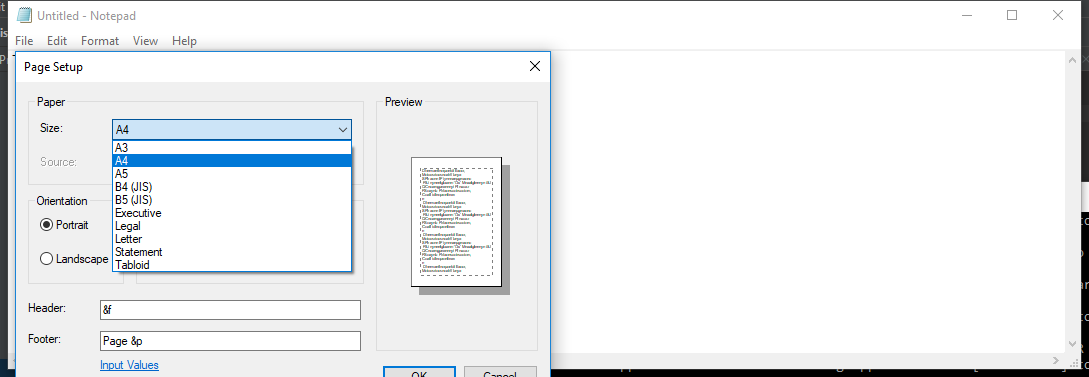 Untitled - Notepad
File Edit Format View Help
Page Setup
Paper
Size:
A4
A3
A4
A5
B4 (JIS)
B5 (JIS)
Executive
Legal
Letter
Statement
Tabloid
Source:
Orientation
Portrait
Landscape
Header:
&f
Footer:
Page &p
Input Values
Preview
OK
Cancel